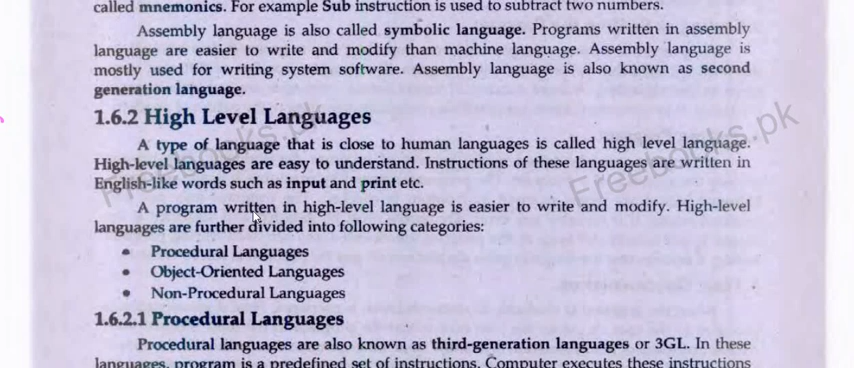 called mnemonics. For example Sub instruction is used to subtract two numbers.
Assembly language is also called symbolic language. Programs written in assembly
language are easier to write and modify than machine language. Assembly language is
mostly used for writing system software. Assembly language is also known as second
generation language.
1.6.2 High Level Languages
A type of language that is close to human languages is called high level language.
High-level languages are easy to understand. Instructions of these languages are written in
English-like words such as input and print etc.
A program written in high-level language is easier to write and modify. High-level
languages are further divided into following categories:
• Procedural Languages
• Object-Oriented Languages
• Non-Procedural Languages
1.6.2.1 Procedural Languages
Procedural languages are also known as third-generation languages or 3GL. In these
languages, program is a predefined set of instructions. Computer executes these instructions
Freebooks.pk
Freebooks.pk